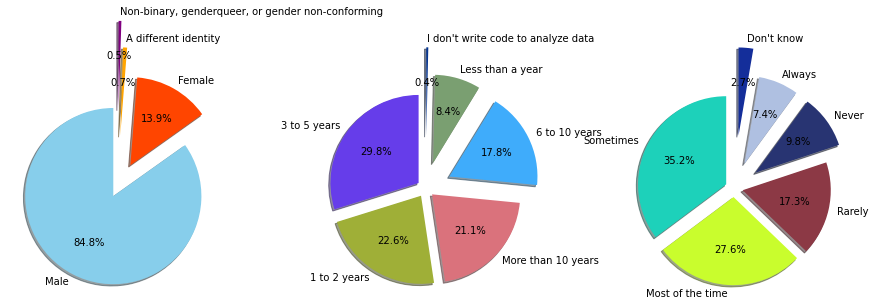 Non-binary, genderqueer, or gender non-conforming
A different identity
0.5%
0.7%
Female
13.9%
84.8%
Male
I don't write code to analyze data
Less than a year
0.4%
8.4%
3 to 5 years
6 to 10 years
29.8%
17.8%
22.6%
21.1%
1 to 2 years
More than 10 years
Don't know
Always
2.7%
7.4%
Never
9.8%
Sometimes
35.2%
17.3%
Rarely
27.6%
Most of the time